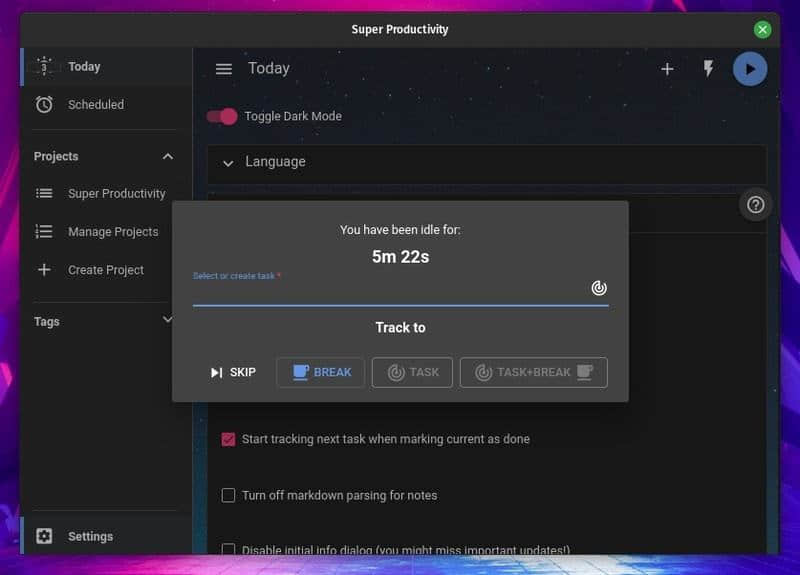 Super Productivity
3
Today
Scheduled
Projects
Super Productivity
Manage Projects
Create Project
Tags
Settings
Today
Toggle Dark Mode
Language
You have been idle for:
5m 22s
Select or create task *
Track to
SKIP BREAK TASK TASK+BREAK
Start tracking next task when marking current as done
Turn off markdown parsing for notes
Disable initial info dialog (you might miss important updates!)